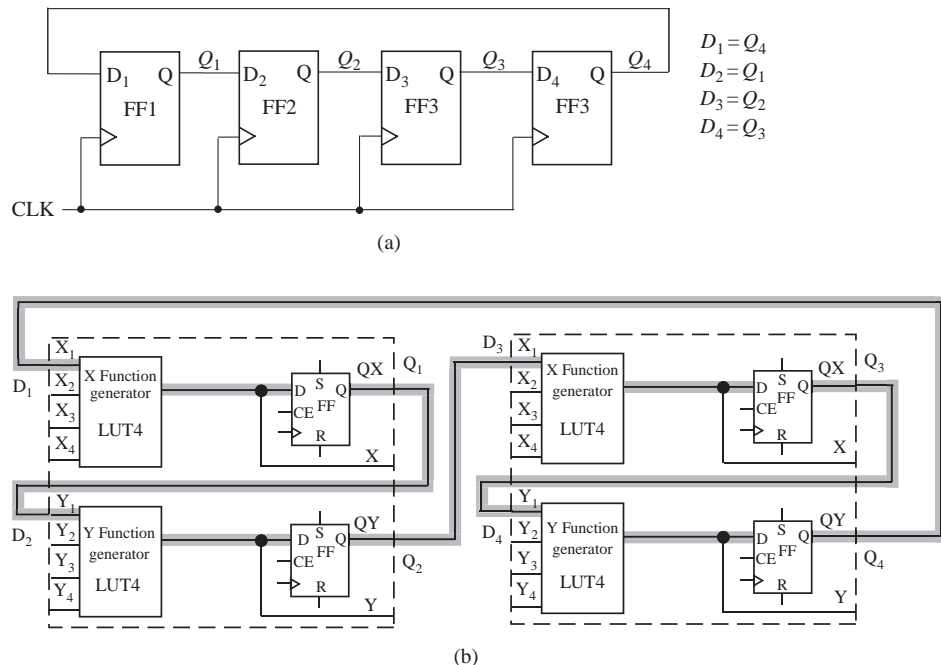 D1 Q Q1 D2 Q Q2 D3 Q Q3 D4 Q Q4
FF1 FF2 FF3 FF3
CLK
D1 = Q4
D2 = Q1
D3 = Q2
D4 = Q3
(a)
D1
X1
X2
X3
X4
X Function
generator
LUT4
S
D Q
FF
CE
R
QX
Q1
X
D2
Y1
Y2
Y3
Y4
Y Function
generator
LUT4
S
D Q
FF
CE
R
QY
Q2
Y
D3
X1
X2
X3
X4
X Function
generator
LUT4
S
D Q
FF
CE
R
QX
Q3
X
D4
Y1
Y2
Y3
Y4
Y Function
generator
LUT4
S
D Q
FF
CE
R
QY
Q4
Y
(b)